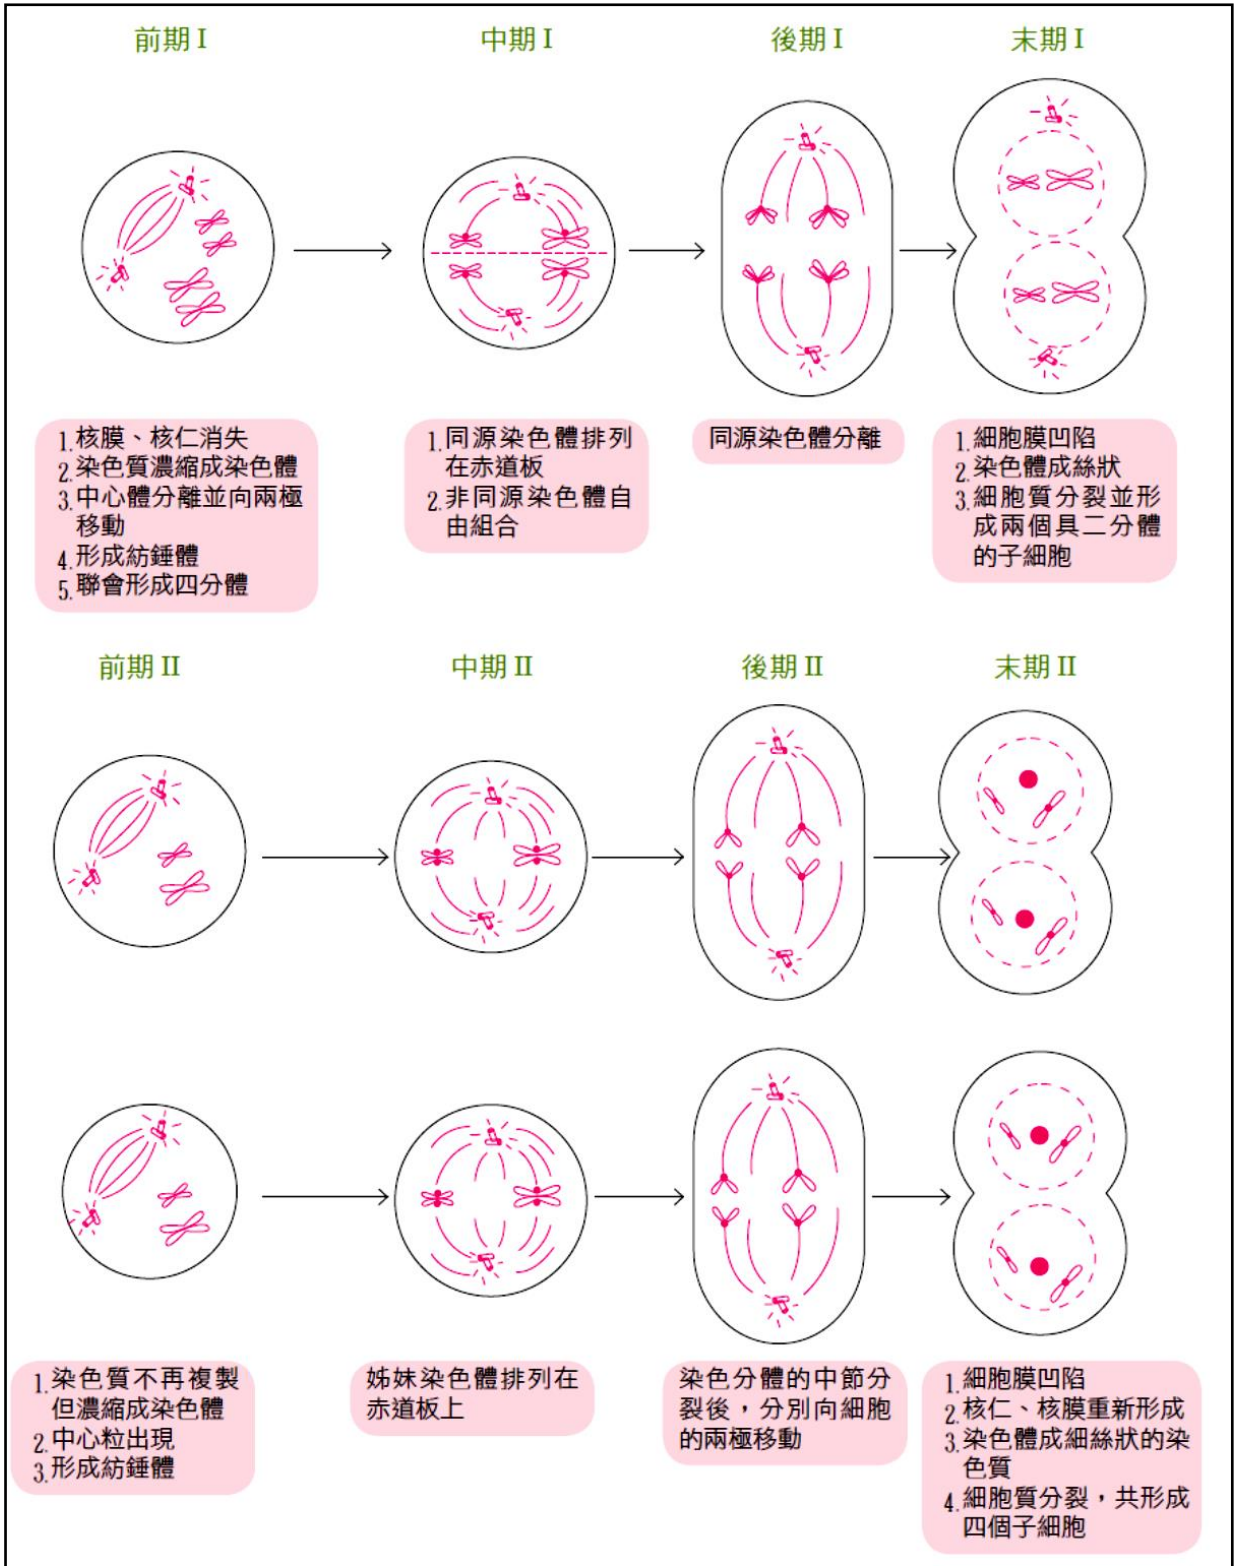 前期 I
中期 I
後期 I
末期 I
1.核膜、核仁消失
2.染色質濃縮成染色體
3.中心體分離並向兩極
移動
4.形成紡錘體
5.聯會形成四分體
1.同源染色體排列
在赤道板
2.非同源染色體自
由組合
同源染色體分離
1.細胞膜凹陷
2.染色體成絲狀
3.細胞質分裂並形
成兩個具二分體
的子細胞
前期 II
中期 II
後期 II
末期 II
1.染色質不再複製
但濃縮成染色體
2.中心粒出現
3.形成紡錘體
姊妹染色體排列在
赤道板上
染色分體的中節分
裂後，分別向細胞
的兩極移動
1.細胞膜凹陷
2.核仁、核膜重新形成
3.染色體成細絲狀的染
色質
4.細胞質分裂，共形成
四個子細胞